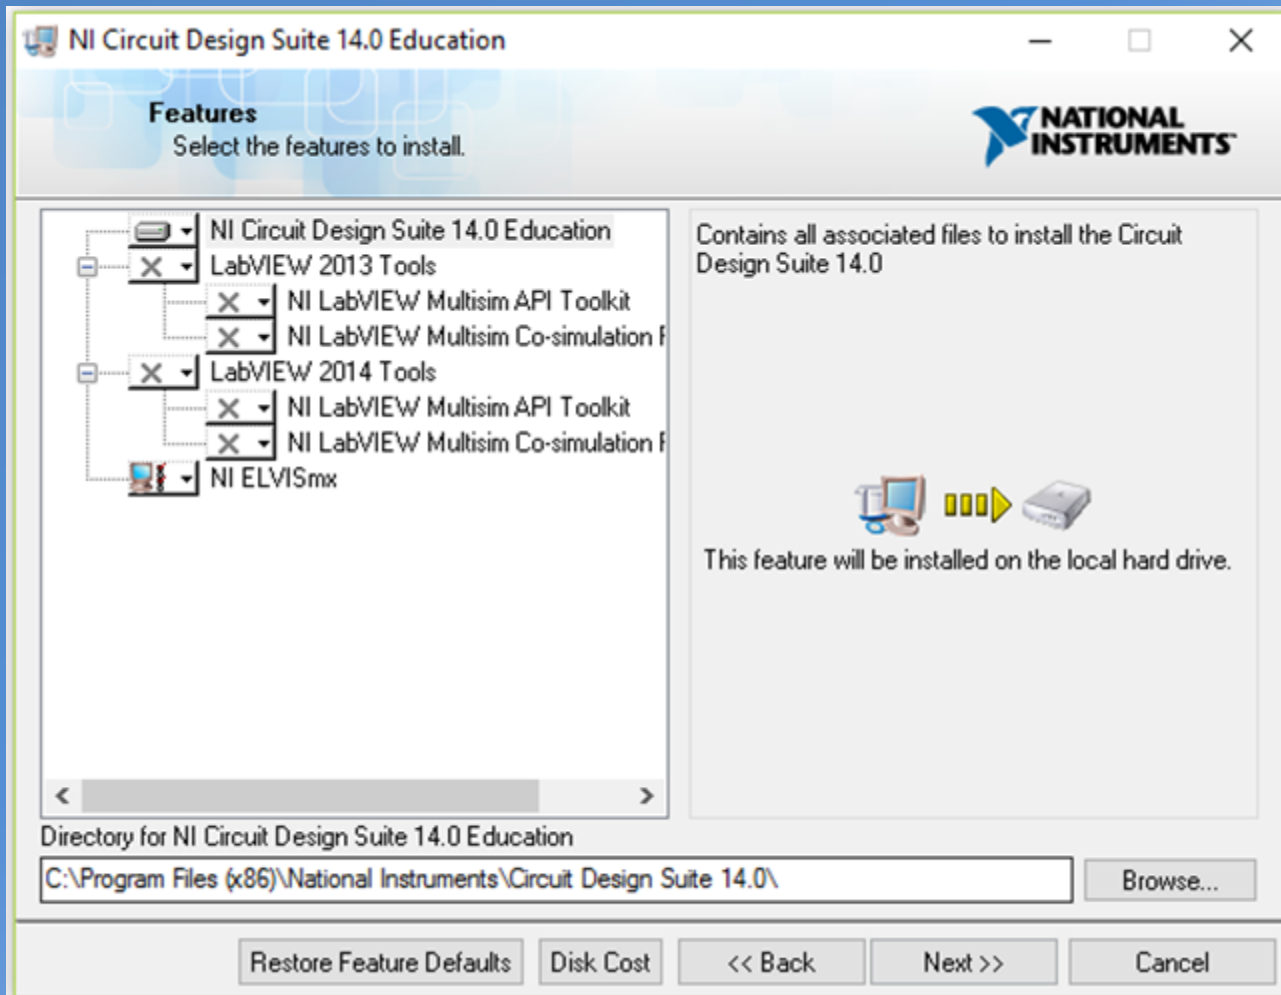 NI Circuit Design Suite 14.0 Education
Features
Select the features to install.
NATIONAL
INSTRUMENTS
NI Circuit Design Suite 14.0 Education
LabVIEW 2013 Tools
NI LabVIEW Multisim API Toolkit
NI LabVIEW Multisim Co-simulation
LabVIEW 2014 Tools
NI LabVIEW Multisim API Toolkit
NI LabVIEW Multisim Co-simulation
NI ELVISmx
Contains all associated files to install the Circuit
Design Suite 14.0
This feature will be installed on the local hard drive.
Directory for NI Circuit Design Suite 14.0 Education
C:\Program Files (x86)\National Instruments\Circuit Design Suite 14.0\
Browse...
Restore Feature Defaults
Disk Cost
<< Back
Next >>
Cancel